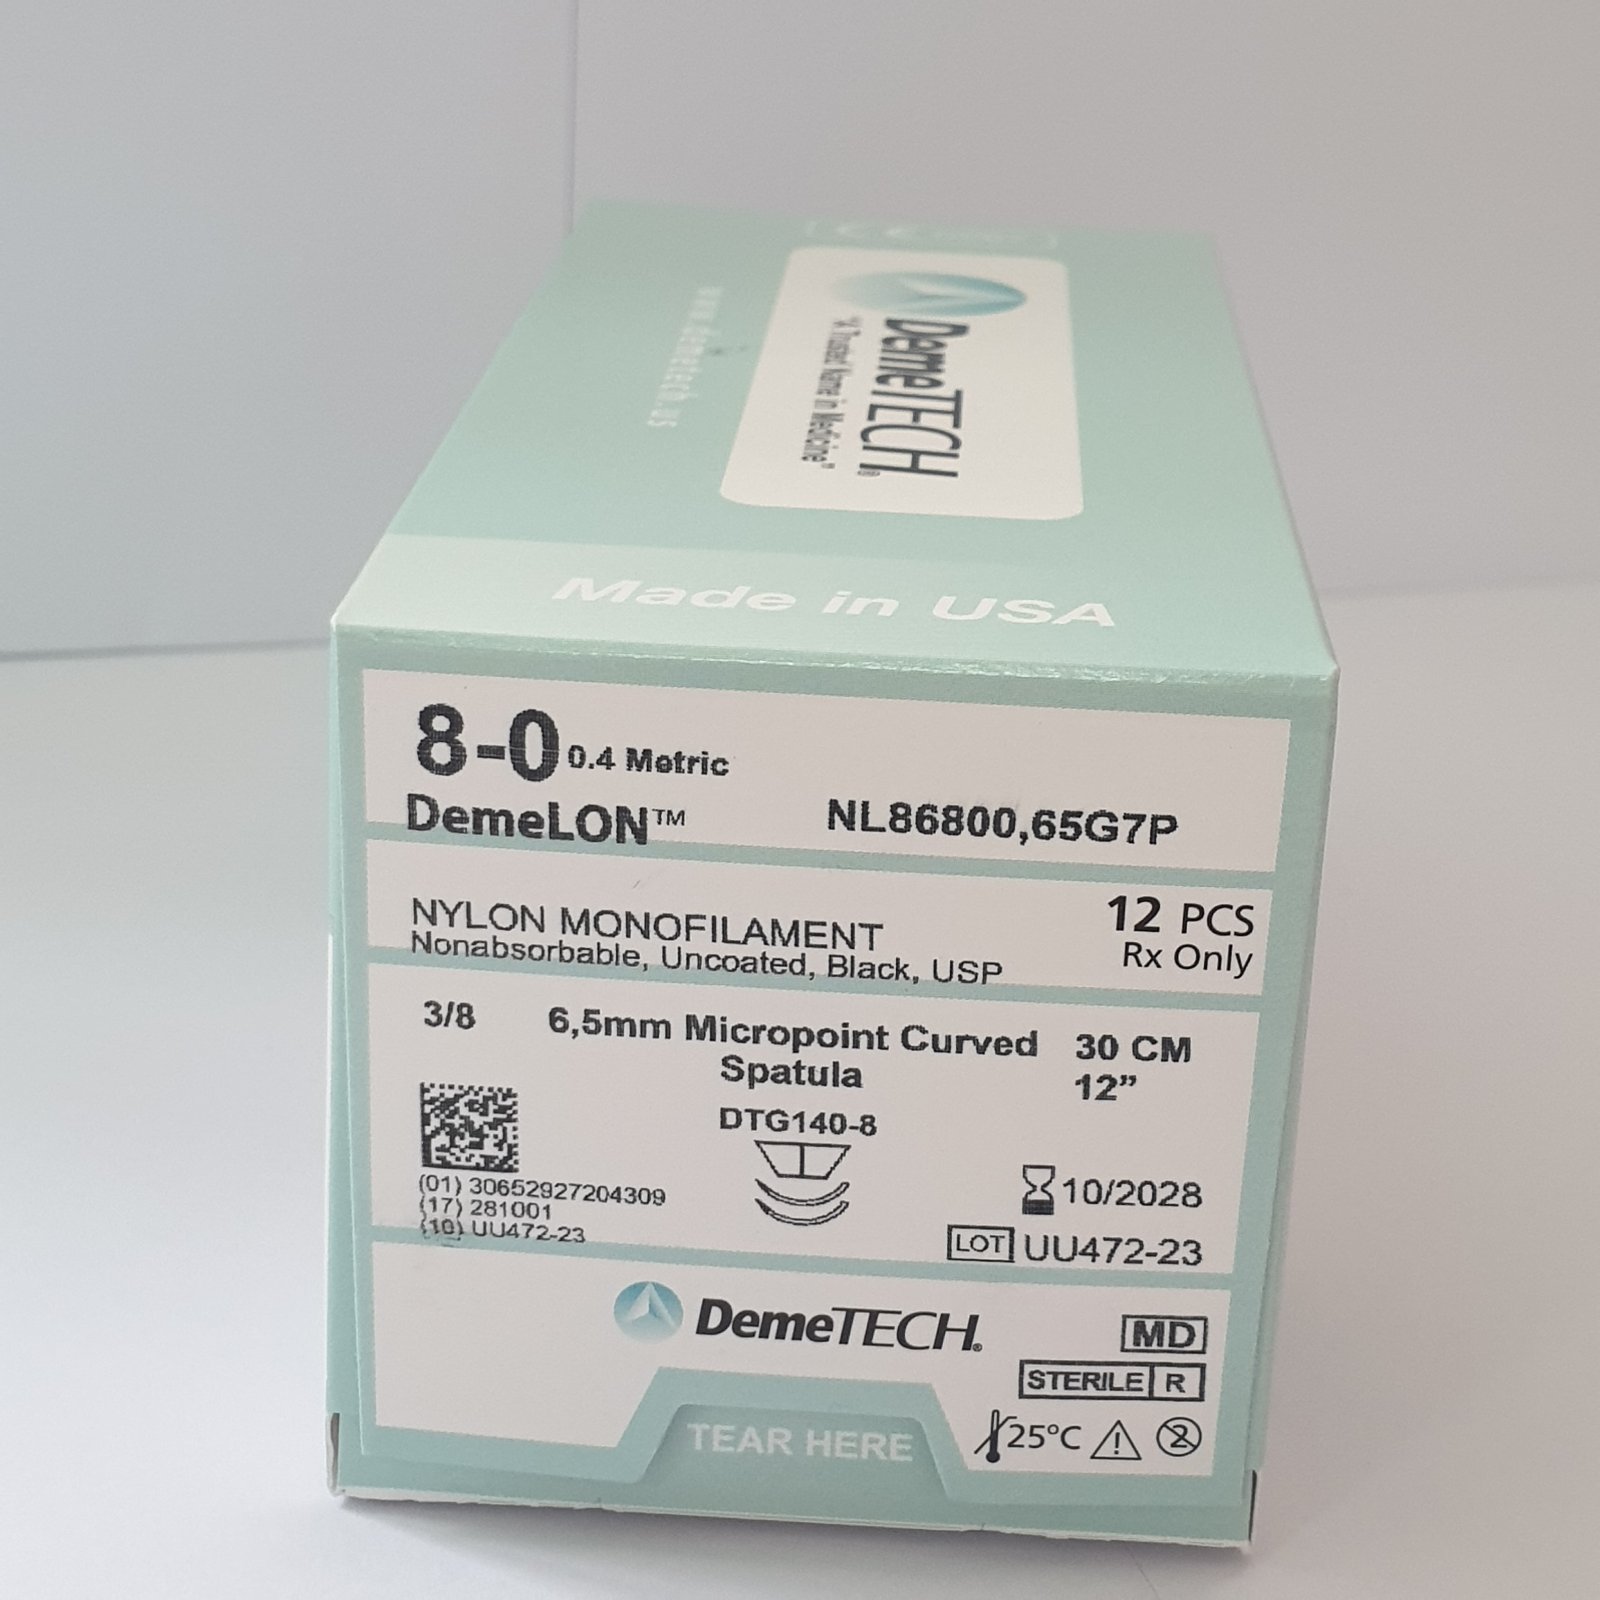 www.demetech.us
DemeTECH®
"A Trusted Name in Medicine"
Made in USA
8-0 0.4 Metric
DemeLON™ NL86800,65G7P
NYLON MONOFILAMENT 12 PCS
Nonabsorbable, Uncoated, Black, USP Rx Only
3/8 6,5mm Micropoint Curved 30 CM
Spatula 12”
DTG140-8
(01) 30652927204309 10/2028
(17) 281001
(10) UU472-23 LOT UU472-23
DemeTECH®
MD
STERILE R
TEAR HERE 25°C 2